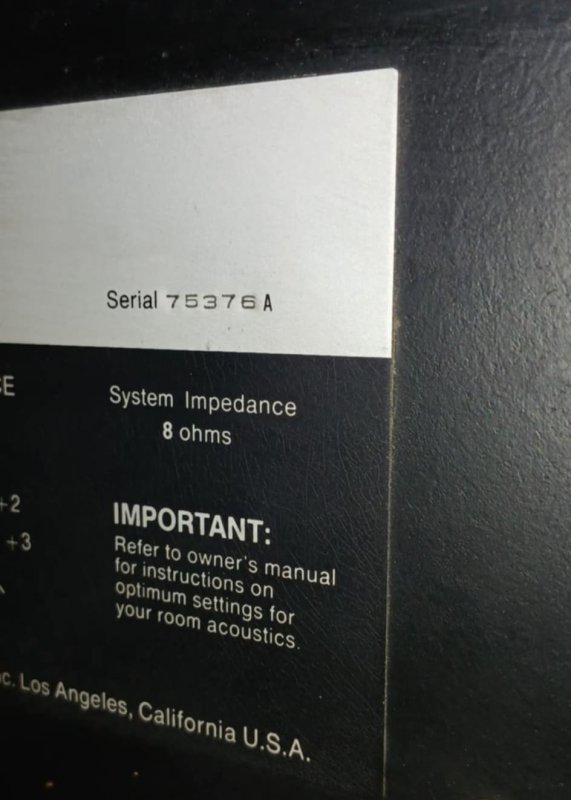 Serial 75376A
System Impedance
8 ohms
+2
+3
IMPORTANT:
Refer to owner's manual
for instructions on
optimum settings for
your room acoustics.
Los Angeles, California U.S.A.